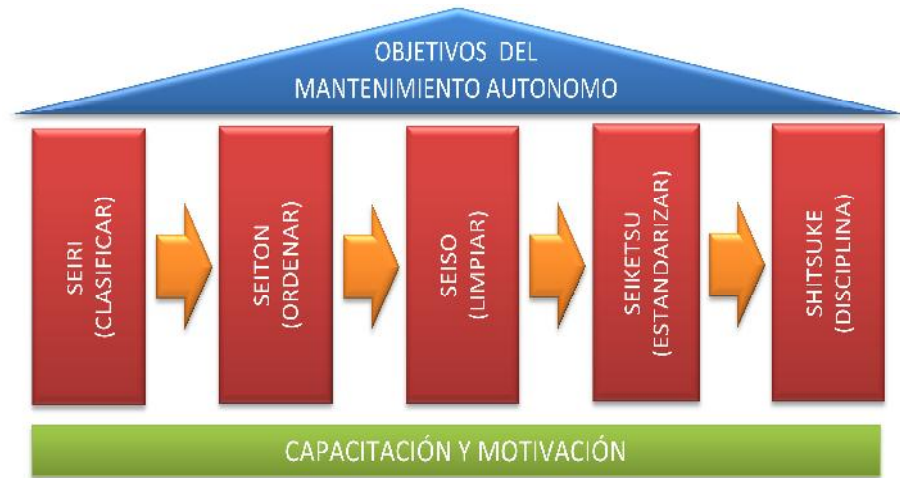 OBJETIVOS DEL
MANTENIMIENTO AUTONOMO
SEIRI
(CLASIFICAR)
SEITON
(ORDENAR)
SEISO
(LIMPIAR)
SEIKETSU
(ESTANDARIZAR)
SHITSUKE
(DISCIPLINA)
CAPACITACIÓN Y MOTIVACIÓN